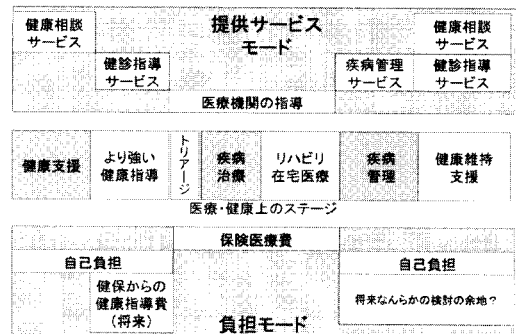 健康相談
サービス
提供サービス
モード
健康相談
サービス
健診指導
サービス
疾病管理
サービス
健診指導
サービス
医療機関の指導
健康支援
より強い
健康指導
トリアージ
疾病
治療
リハビリ
在宅医療
疾病
管理
健康維持
支援
医療・健康上のステージ
保険医療費
自己負担
自己負担
健保からの
健康指導費
(将来)
将来なんらかの検討の余地?
負担モード